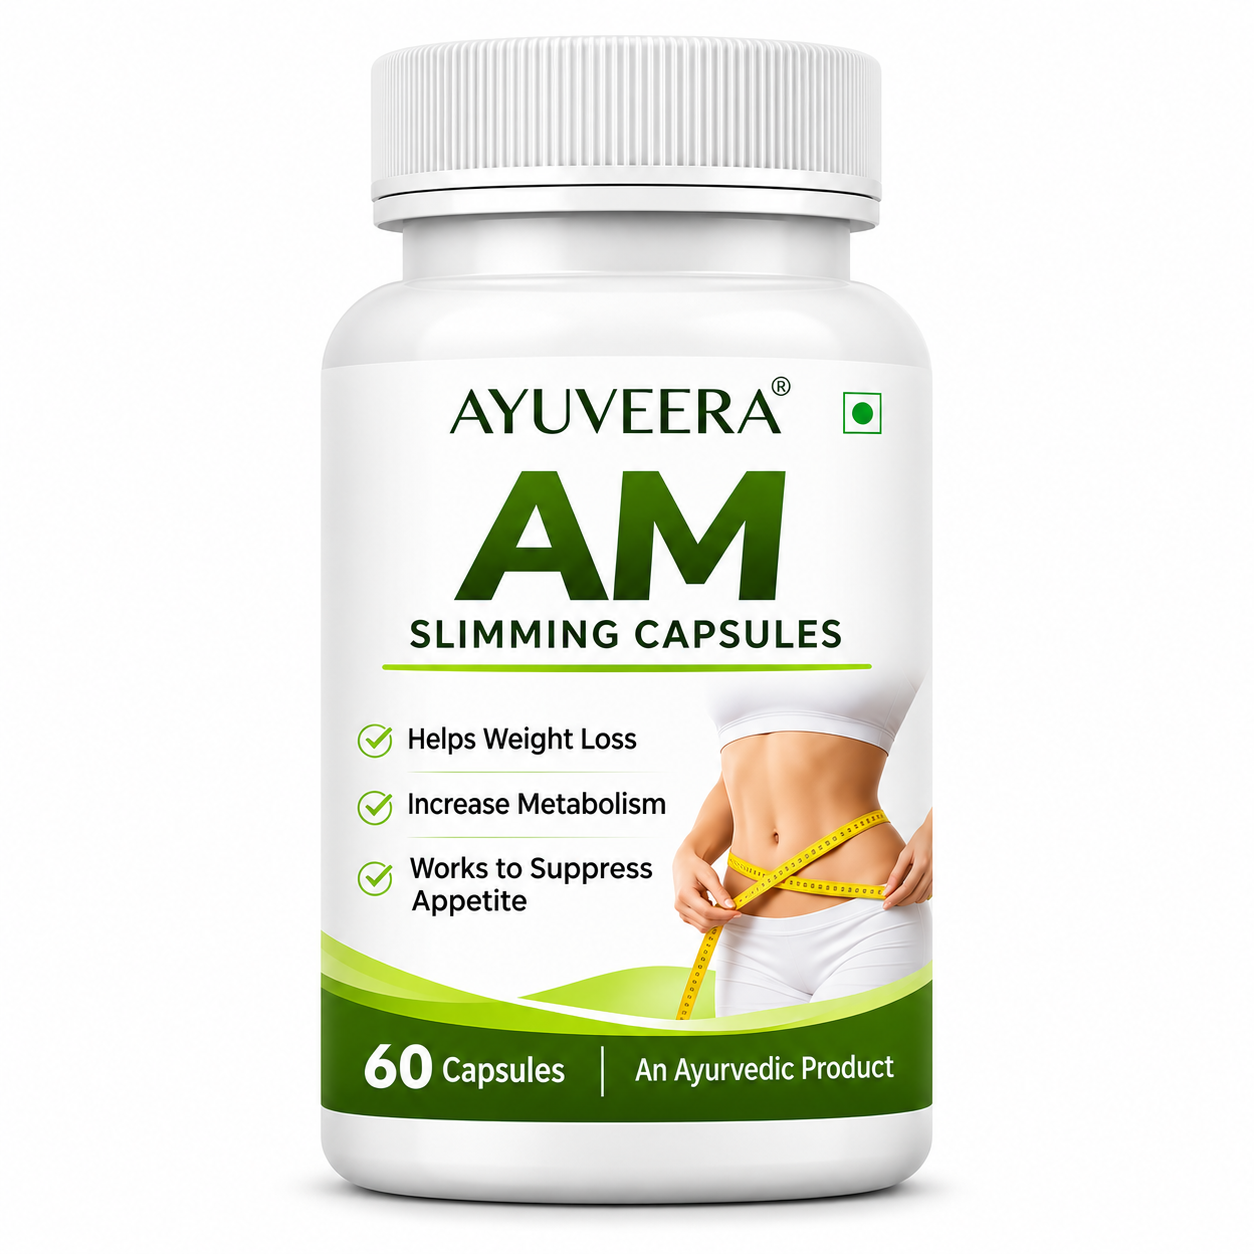 AYUVEERA®
AM
SLIMMING CAPSULES
Helps Weight Loss
Increase Metabolism
Works to Suppress
Appetite
60 Capsules | An Ayurvedic Product